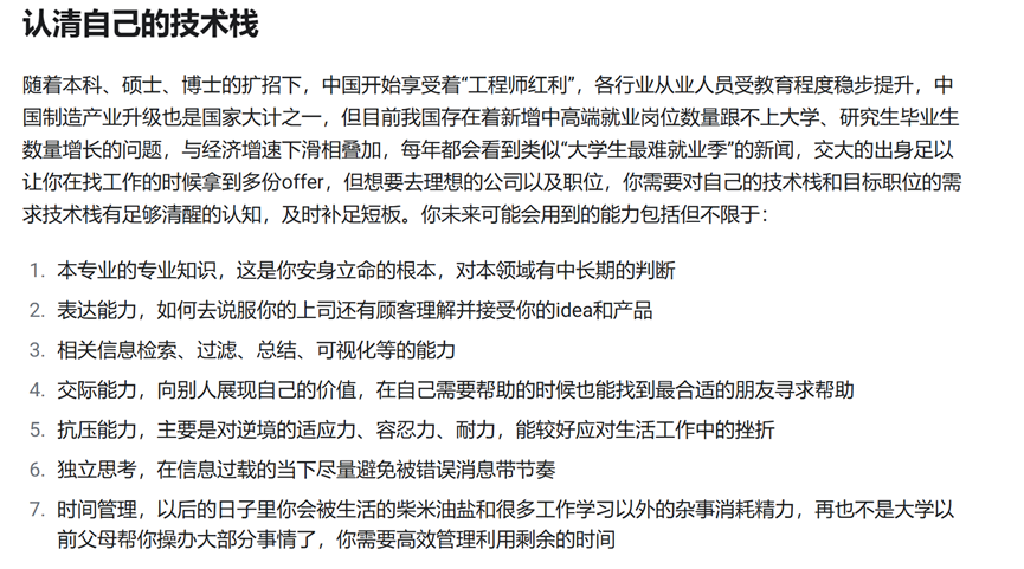 认清自己的技术栈
随着本科、硕士、博士的扩招下，中国开始享受着“工程师红利”，各行业从业人员受教育程度稳步提升，中
国制造产业升级也是国家大计之一，但目前我国存在着新增中高端就业岗位数量跟不上大学、研究生毕业生
数量增长的问题，与经济增速下滑相叠加，每年都会看到类似“大学生最难就业季”的新闻，交大的出身足以
让你在找工作的时候拿到多份offer，但想要去理想的公司以及职位，你需要对自己的技术栈和目标职位的需
求技术栈有足够清醒的认知，及时补足短板。你未来可能会用到的能力包括但不限于：
1. 本专业的专业知识，这是你安身立命的根本，对本领域有中长期的判断
2. 表达能力，如何去说服你的上司还有顾客理解并接受你的idea和产品
3. 相关信息检索、过滤、总结、可视化等的能力
4. 交际能力，向别人展现自己的价值，在自己需要帮助的时候也能找到最合适的朋友寻求帮助
5. 抗压能力，主要是对逆境的适应力、容忍力、耐力，能较好应对生活工作中的挫折
6. 独立思考，在信息过载的当下尽量避免被错误消息带节奏
7. 时间管理，以后的日子里你会被生活的柴米油盐和很多工作学习以外的杂事消耗精力，再也不是大学以
前父母帮你操办大部分事情了，你需要高效管理利用剩余的时间